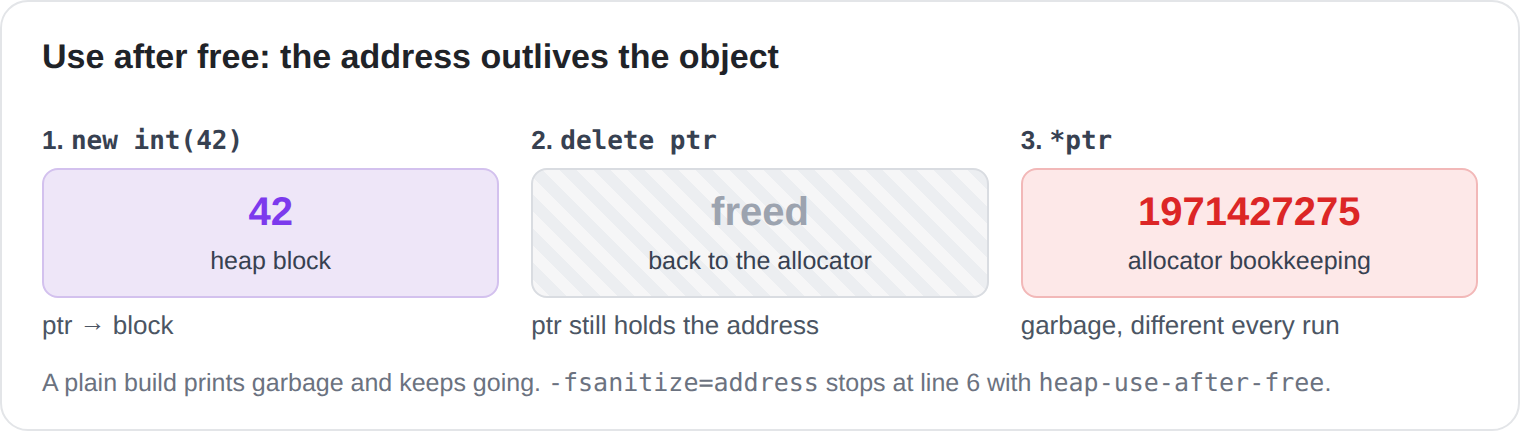 Use after free: the address outlives the object
1. new int(42)
42
heap block
ptr → block
2. delete ptr
freed
back to the allocator
ptr still holds the address
3. *ptr
1971427275
allocator bookkeeping
garbage, different every run
A plain build prints garbage and keeps going. -fsanitize=address stops at line 6 with heap-use-after-free.